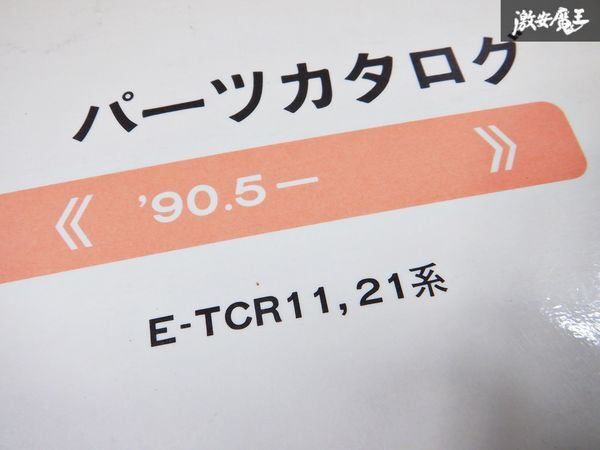 激安魔王
パーツカタログ
《 '90.5ー 》
E-TCR11,21系